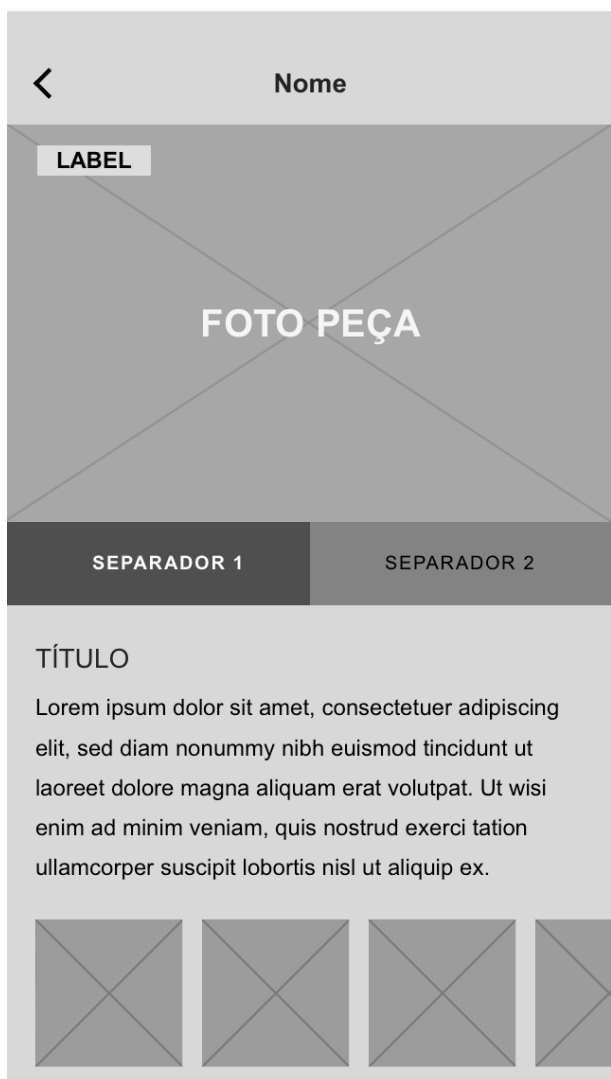 Nome
LABEL
FOTO PEÇA
SEPARADOR 1
SEPARADOR 2
TÍTULO
Lorem ipsum dolor sit amet, consectetuer adipiscing
elit, sed diam nonummy nibh euismod tincidunt ut
laoreet dolore magna aliquam erat volutpat. Ut wisi
enim ad minim veniam, quis nostrud exerci tation
ullamcorper suscipit lobortis nisl ut aliquip ex.